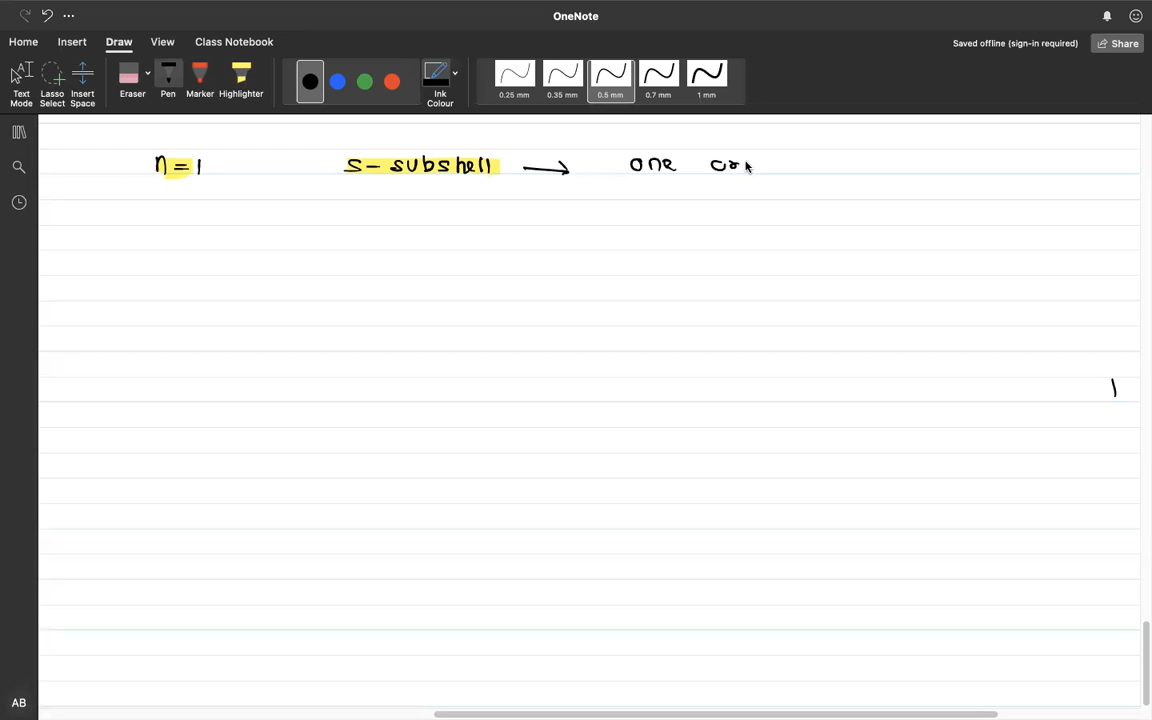 OneNote
Home Insert Draw View Class Notebook
Saved offline (sign-in required) Share
Text Mode
Lasso Select
Insert Space
Eraser
Pen
Marker
Highlighter
Ink Colour
0.25 mm
0.35 mm
0.5 mm
0.7 mm
1 mm
n = 1 s - subshell → one or
1
AB